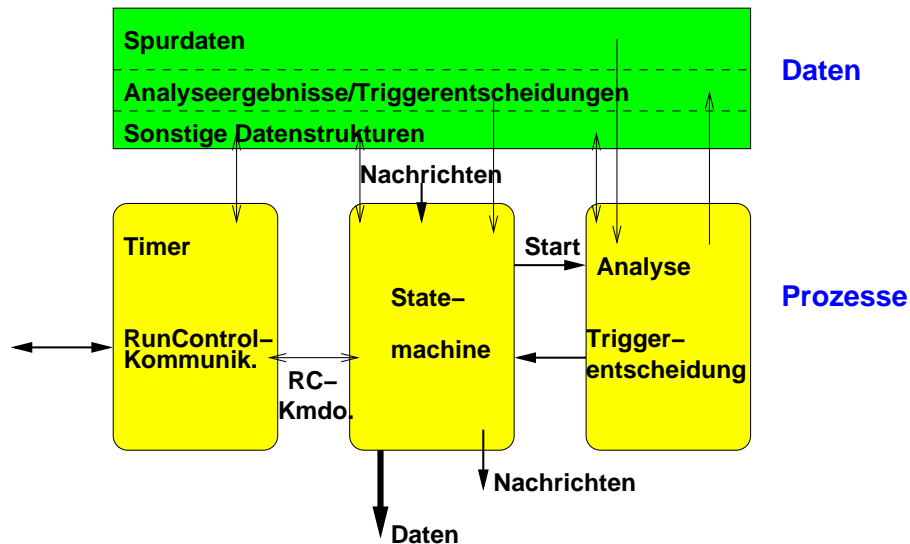 Spurdaten
Daten
Analyseergebnisse/Triggerentscheidungen
Sonstige Datenstrukturen
Nachrichten
Timer
Start
Analyse
State–
Prozesse
RunControl–
Kommunik.
machine
Trigger–
entscheidung
RC–
Kmdo.
Nachrichten
Daten